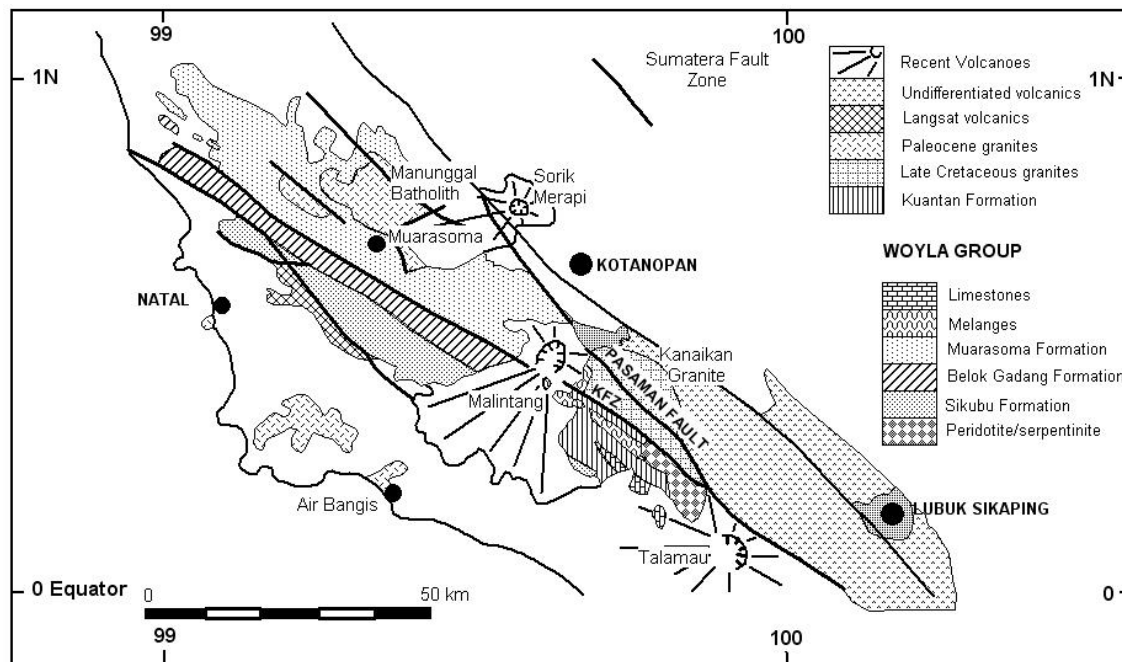 99
100
1N
Sumatera Fault
Zone
1N
Recent Volcanoes
Undifferentiated volcanics
Langsat volcanics
Paleocene granites
Late Cretaceous granites
Kuantan Formation
Manunggal
Batholith
Sorik
Merapi
Muarasoma
KOTANOPAN
WOYLA GROUP
Limestones
Melanges
Muarasoma Formation
Belok Gadang Formation
Sikubu Formation
Peridotite/serpentinite
NATAL
Kanaikan
Granite
PASAMAN FAULT
KFZ
Malintang
Air Bangis
LUBUK SIKAPING
Talamau
0 Equator
0
50 km
0
99
100